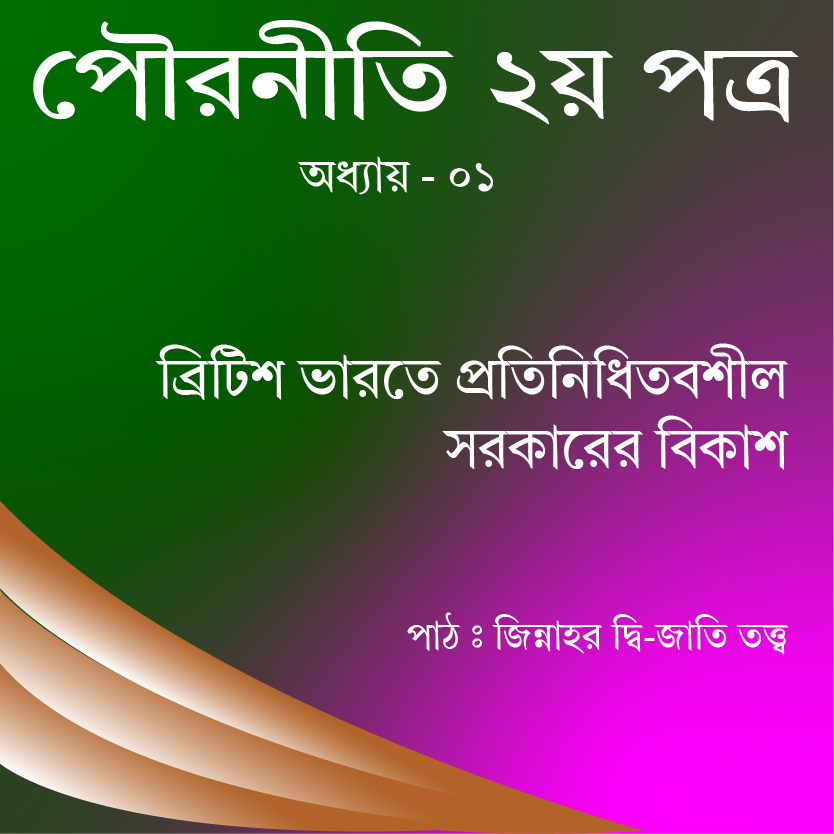 পৌরনীতি ২য় পত্র
অধ্যায় - ০১
ব্রিটিশ ভারতে প্রতিনিধিতবশীল
সরকারের বিকাশ
পাঠ ঃ জিন্নাহর দ্বি-জাতি তত্ত্ব